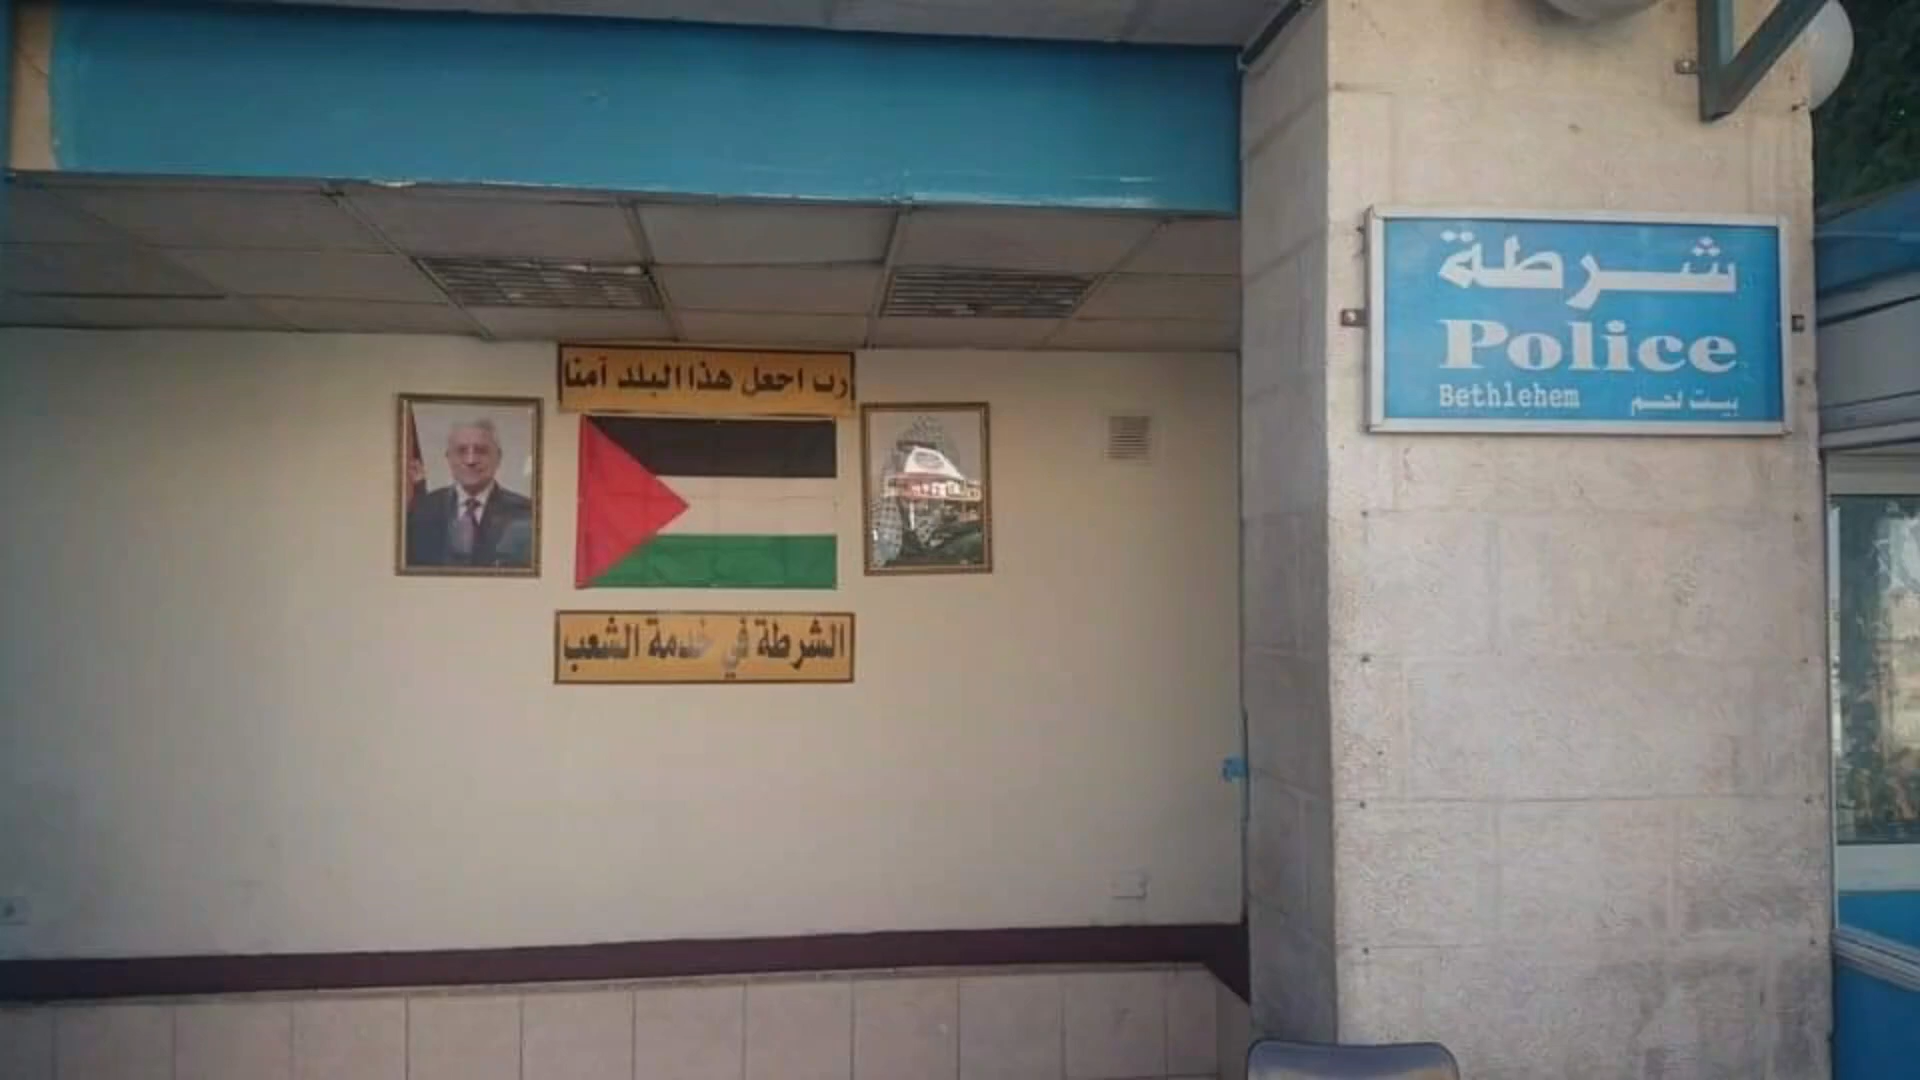 رب اجعل هذا البلد آمنا
الشرطة في خدمة الشعب
شرطة
Police
Bethlehem بيت لحم